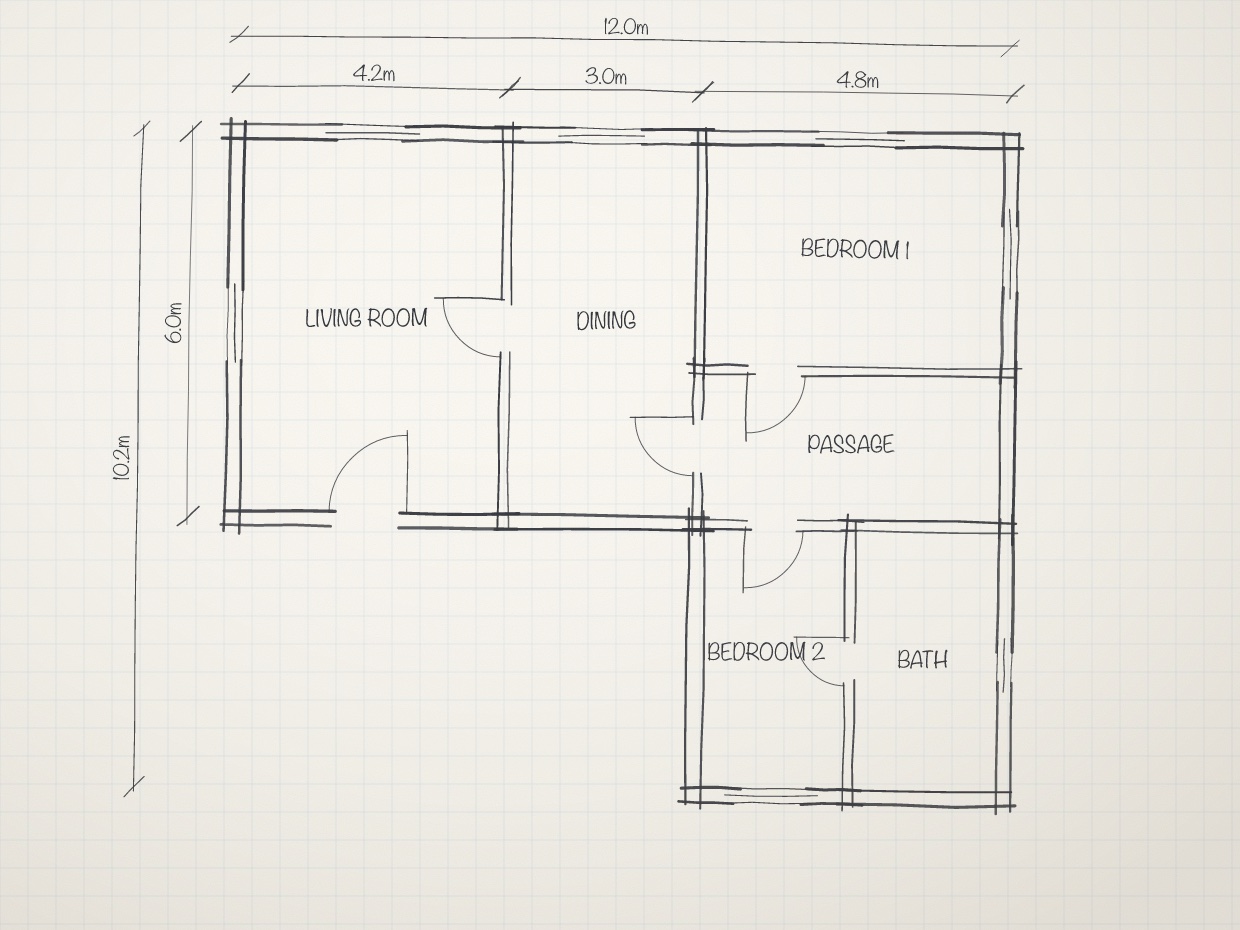 12.0m
4.2m
3.0m
4.8m
6.0m
10.2m
BEDROOM 1
LIVING ROOM
DINING
PASSAGE
BEDROOM 2
BATH